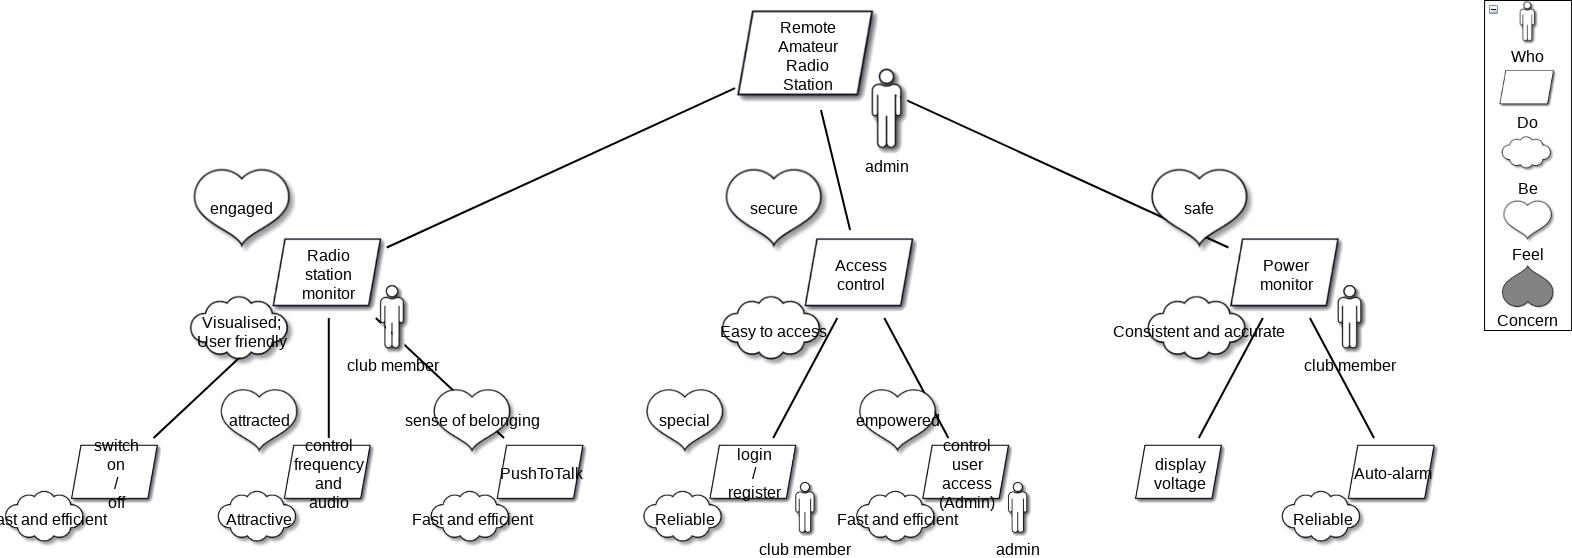 Remote
Amateur
Radio
Station
admin
Who
Do
Be
Feel
Concern
engaged
secure
safe
Radio
station
monitor
Access
control
Power
monitor
Visualised;
User friendly
club member
Easy to access
Consistent and accurate
club member
attracted
sense of belonging
special
empowered
switch
on
/
off
control
frequency
and
audio
PushToTalk
login
/
register
control
user
access
(Admin)
display
voltage
Auto-alarm
ast and efficient
Attractive
Fast and efficient
Reliable
club member
Fast and efficient
admin
Reliable